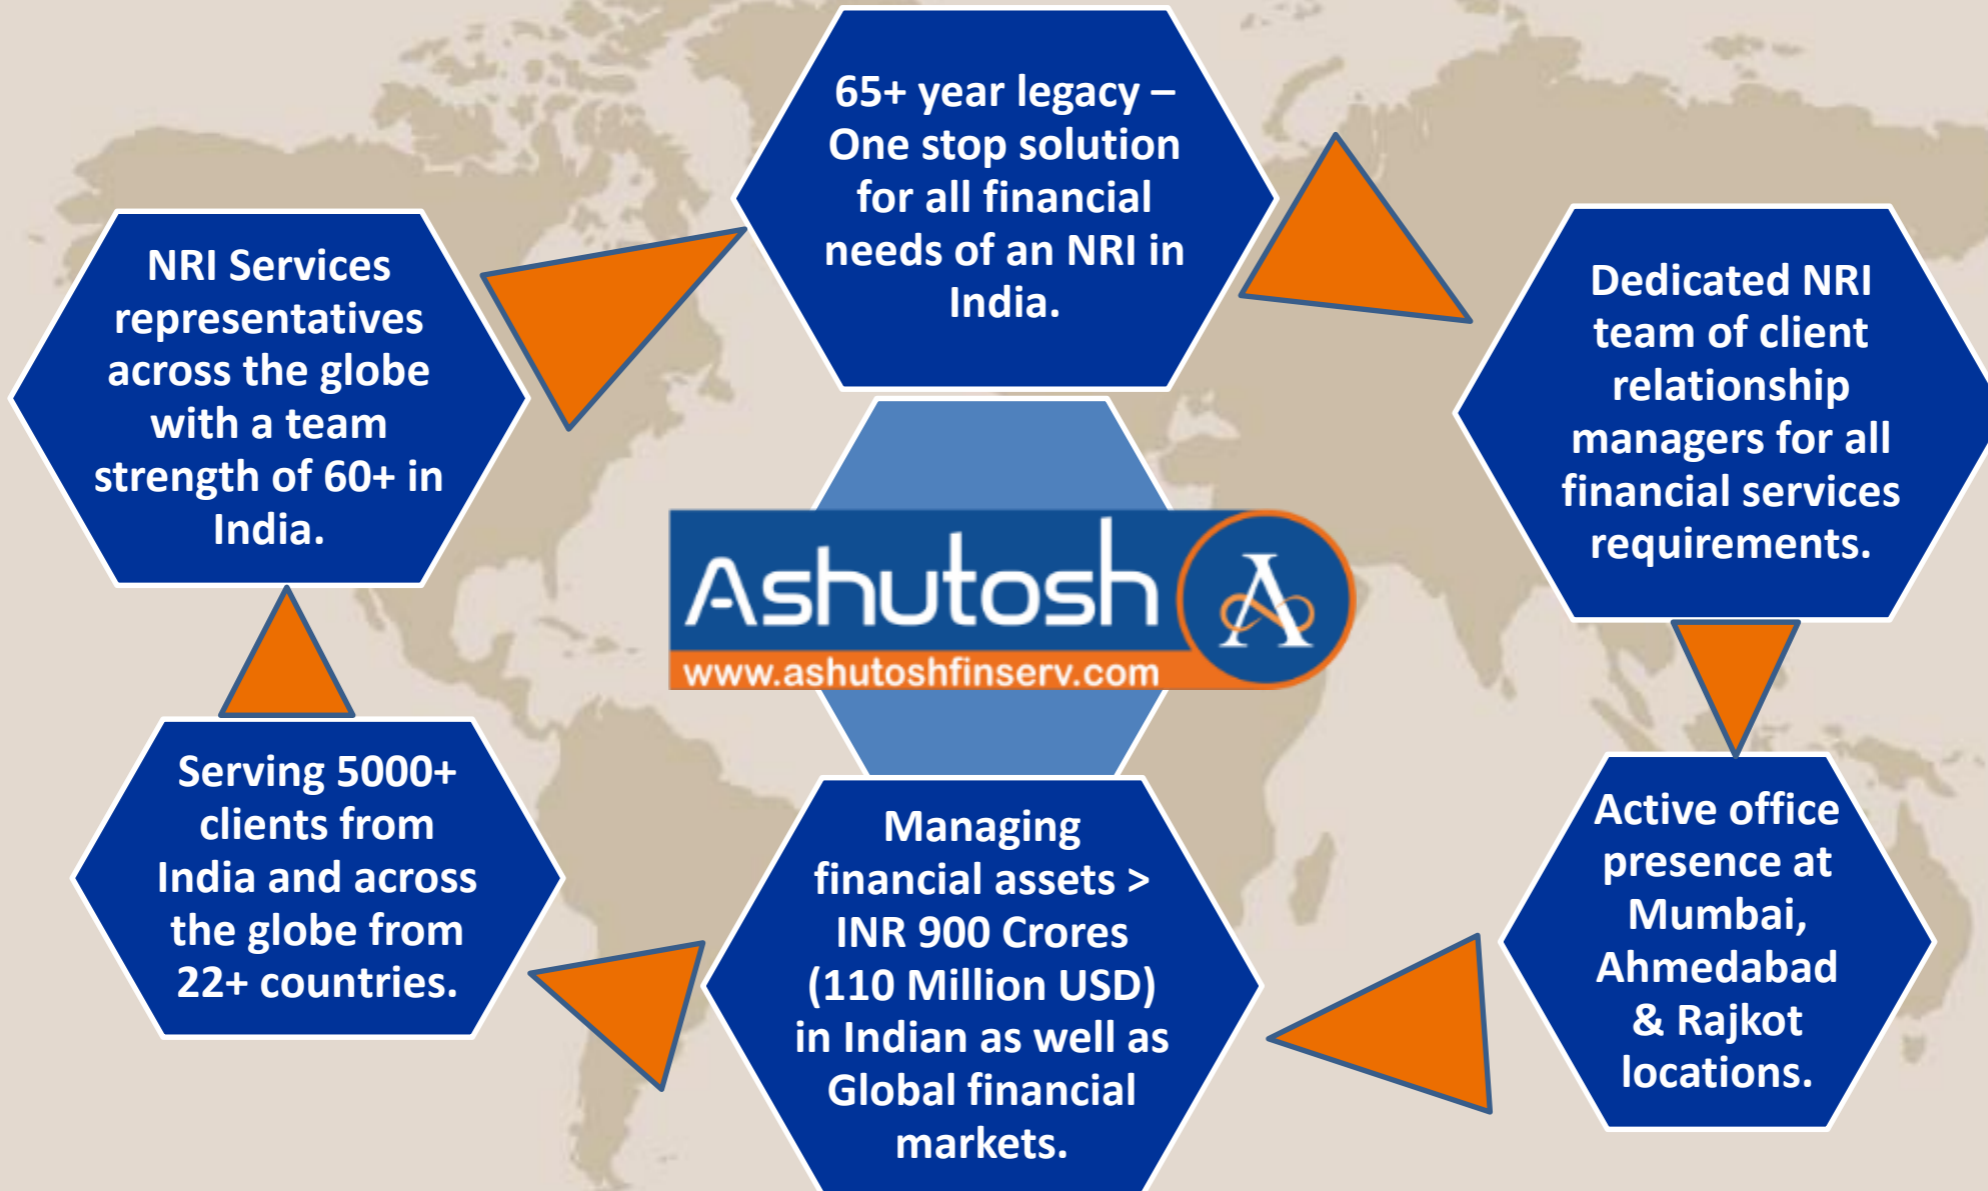 65+ year legacy –
One stop solution
for all financial
needs of an NRI in
India.
Dedicated NRI
team of client
relationship
managers for all
financial services
requirements.
Active office
presence at
Mumbai,
Ahmedabad
& Rajkot
locations.
Managing
financial assets >
INR 900 Crores
(110 Million USD)
in Indian as well as
Global financial
markets.
Serving 5000+
clients from
India and across
the globe from
22+ countries.
NRI Services
representatives
across the globe
with a team
strength of 60+ in
India.
Ashutosh A
www.ashutoshfinserv.com